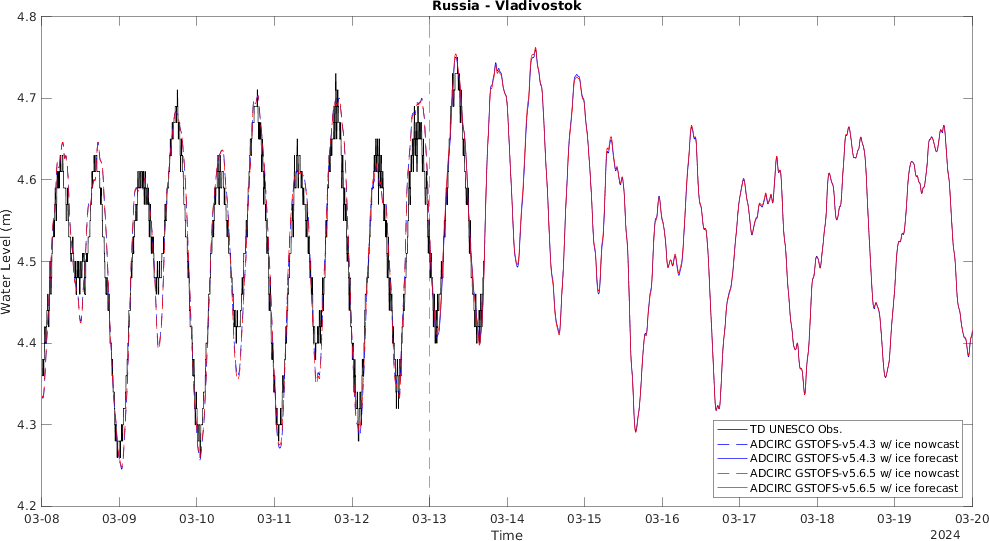 Russia - Vladivostok
4.8
4.7
4.6
4.5
4.4
4.3
4.2
Water Level (m)
TD UNESCO Obs.
ADCIRC GSTOFS-v5.4.3 w/ ice nowcast
ADCIRC GSTOFS-v5.4.3 w/ ice forecast
ADCIRC GSTOFS-v5.6.5 w/ ice nowcast
ADCIRC GSTOFS-v5.6.5 w/ ice forecast
03-08 03-09 03-10 03-11 03-12 03-13 03-14 03-15 03-16 03-17 03-18 03-19 03-20
Time
2024